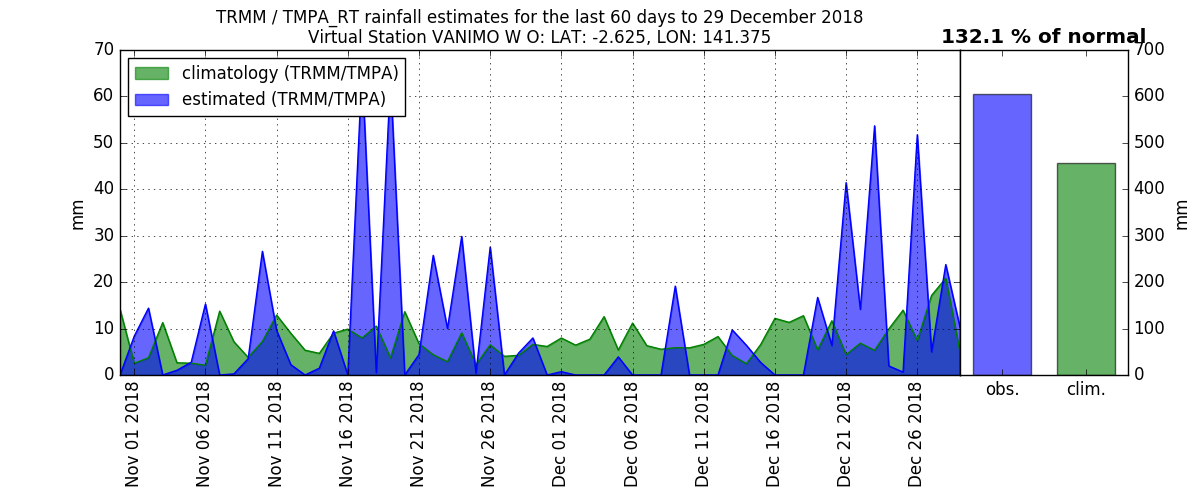 TRMM / TMPA_RT rainfall estimates for the last 60 days to 29 December 2018
Virtual Station VANIMO W O: LAT: -2.625, LON: 141.375
132.1 % of normal
climatology (TRMM/TMPA)
estimated (TRMM/TMPA)
70
60
50
40
30
20
10
0
mm
Nov 01 2018
Nov 06 2018
Nov 11 2018
Nov 16 2018
Nov 21 2018
Nov 26 2018
Dec 01 2018
Dec 06 2018
Dec 11 2018
Dec 16 2018
Dec 21 2018
Dec 26 2018
obs.
clim.
700
600
500
400
300
200
100
0
mm